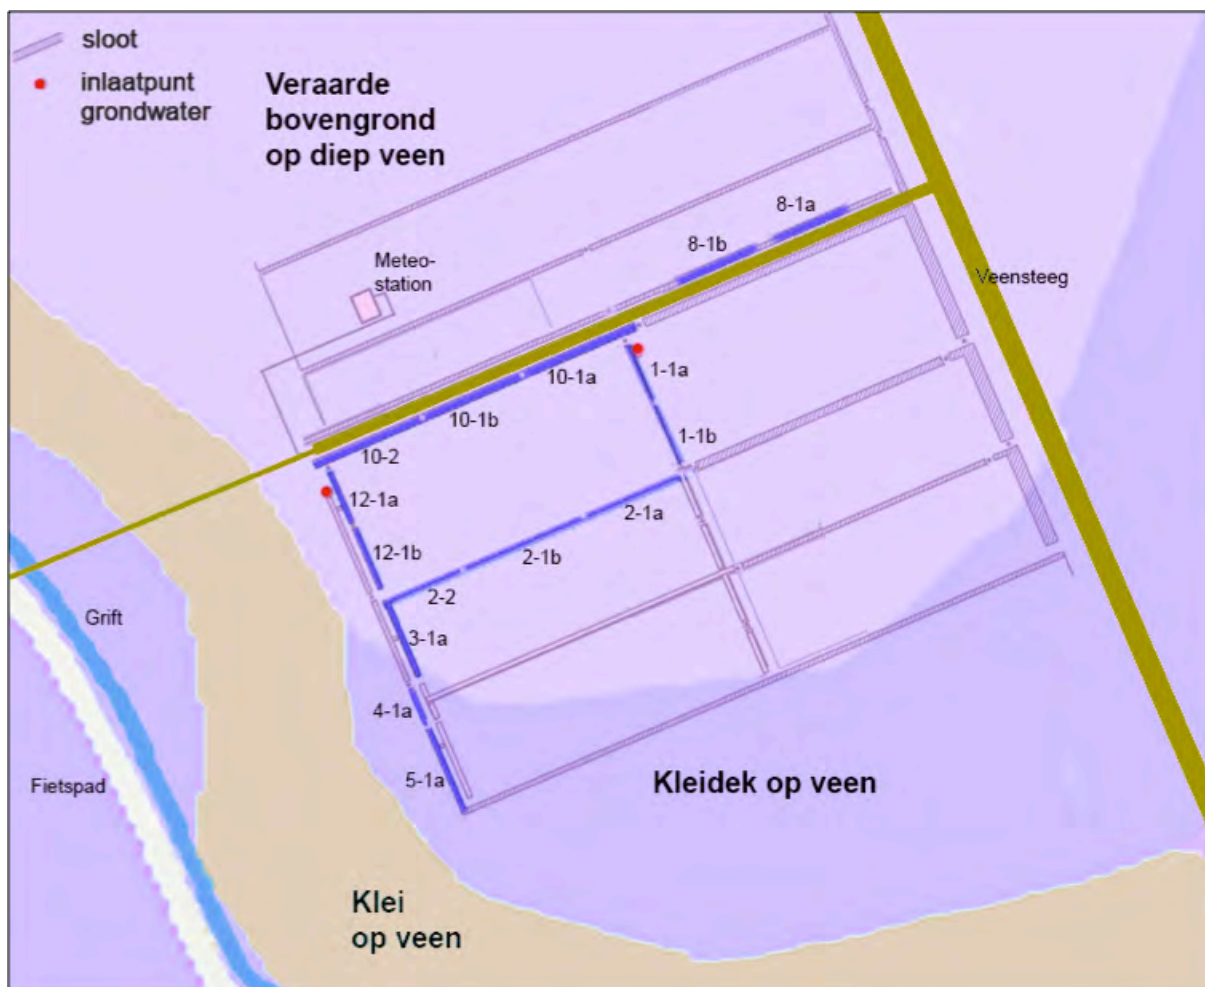 sloot
inlaatpunt
grondwater
Veraarde
bovengrond
op diep veen
8-1a
8-1b
Meteo-
station
Veensteeg
10-1a
1-1a
10-1b
1-1b
10-2
12-1a
2-1a
12-1b
2-1b
2-2
Grift
3-1a
4-1a
5-1a
Kleidek op veen
Fietspad
Klei
op veen